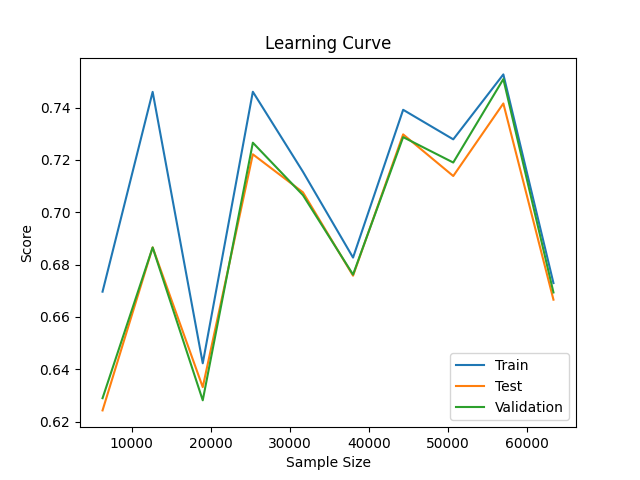 Learning Curve
0.74
0.72
0.70
0.68
0.66
0.64
0.62
Score
Train
Test
Validation
10000 20000 30000 40000 50000 60000
Sample Size